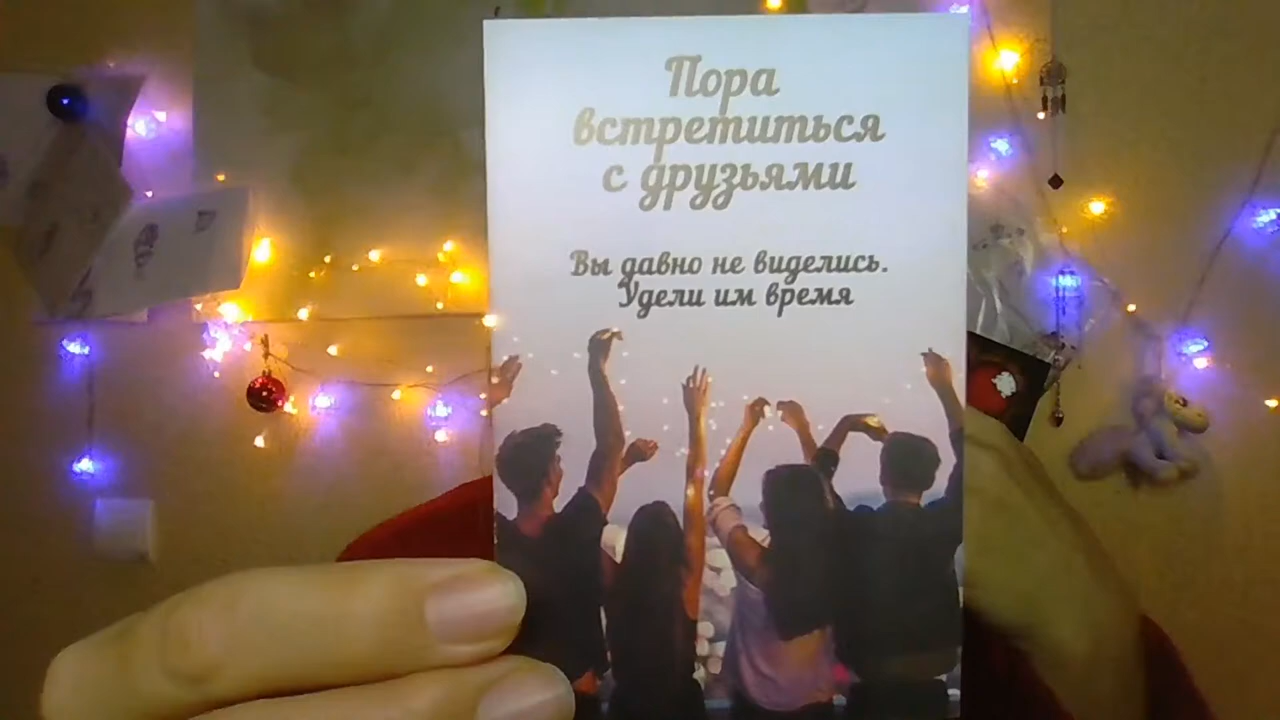 Пора
встретиться
с друзьями
Вы давно не виделись.
Удели им время